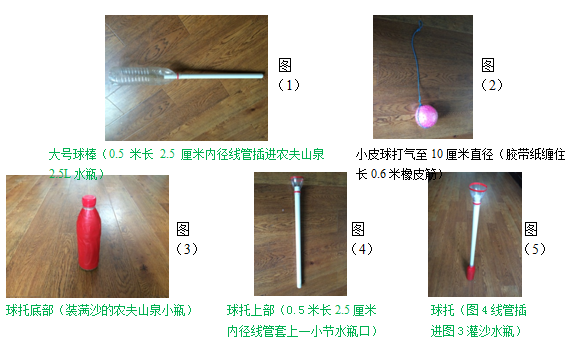 图
（1）
图
（2）
大号球棒（0.5 米长 2.5 厘米内径线管插进农夫山泉
2.5L 水瓶）
小皮球打气至 10 厘米直径（胶带纸缠住
长 0.6 米橡皮筋）
图
（3）
图
（4）
图
（5）
球托底部（装满沙的农夫山泉小瓶）
球托上部（0.5 米长 2.5 厘米
内径线管套上一小节水瓶口）
球托（图 4 线管插
进图 3 灌沙水瓶）